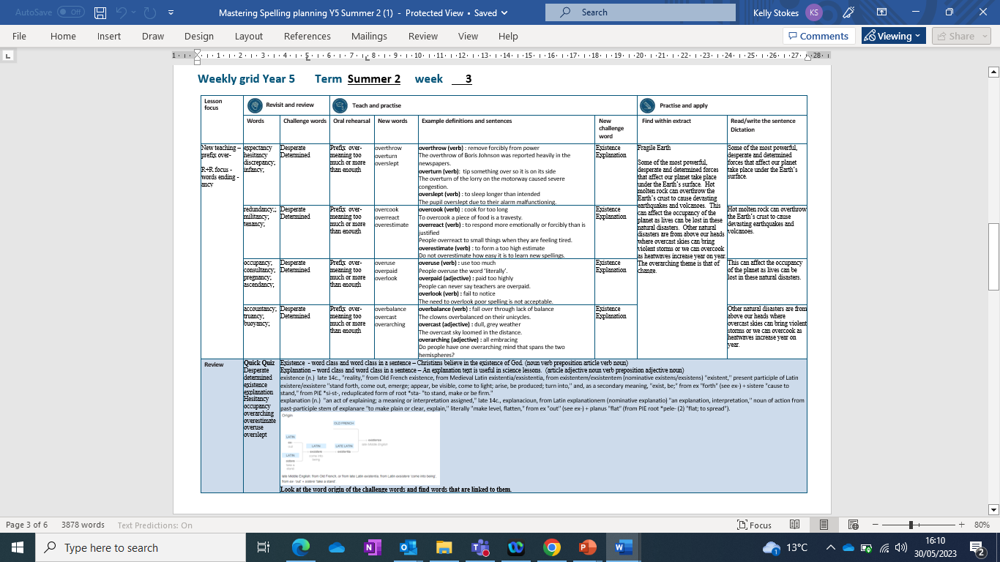 AutoSave Off
Mastering Spelling planning Y5 Summer 2 (1) - Protected View • Saved
Search
Kelly Stokes KS
File Home Insert Draw Design Layout References Mailings Review View Help
Comments Viewing Share
1 1 2 3 4 5 6 7 8 9 10 11 12 13 14 15 16 17 18 19 20 21 22 23 24 25 26 27 28
Weekly grid Year 5 Term Summer 2 week 3
Lesson focus
Revisit and review
Teach and practise
Practise and apply
Words
Challenge words
Oral rehearsal
New words
Example definitions and sentences
New challenge word
Find within extract
Read/write the sentence
Dictation
New teaching –
prefix over-
R+R focus -
words ending -
ancy
expectancy
hesitancy
discrepancy;
infancy;
Desperate
Determined
Prefix over-
meaning too
much or more
than enough
overthrow
overturn
overslept
overthrow (verb) : remove forcibly from power
The overthrow of Boris Johnson was reported heavily in the
newspapers.
overturn (verb): tip something over so it is on its side
The overturn of the lorry on the motorway caused severe
congestion.
overslept (verb) : to sleep longer than intended
The pupil overslept due to their alarm malfunctioning.
Existence
Explanation
Fragile Earth
Some of the most powerful,
desperate and determined forces
that affect our planet take place
under the Earth's surface. Hot
molten rock can overthrow the
Earth's crust to cause devasting
earthquakes and volcanoes. This
can affect the occupancy of the
planet as lives can be lost in these
natural disasters. Other natural
disasters are from above our heads
where overcast skies can bring
violent storms or we can overcook
as heatwaves increase year on year.
The overarching theme is that of
change.
Some of the most powerful,
desperate and determined
forces that affect our planet
take place under the Earth's
surface.
redundancy;;
militancy;
tenancy;
Desperate
Determined
Prefix over-
meaning too
much or more
than enough
overcook
overreact
overestimate
overcook (verb) : cook for too long
To overcook a piece of food is a travesty.
overreact (verb) : to respond more emotionally or forcibly than is
justified
People overreact to small things when they are feeling tired.
overestimate (verb) : to form a too high estimate
Do not overestimate how easy it is to learn new spellings.
Existence
Explanation
Hot molten rock can overthrow
the Earth's crust to cause
devasting earthquakes and
volcanoes.
occupancy;
consultancy;
pregnancy;
ascendancy;
Desperate
Determined
Prefix over-
meaning too
much or more
than enough
overuse
overpaid
overlook
overuse (verb) : use too much
People overuse the word 'literally'.
overpaid (adjective) : paid too highly
People can never say teachers are overpaid.
overlook (verb) : fail to notice
The need to overlook poor spelling is not acceptable.
Existence
Explanation
This can affect the occupancy
of the planet as lives can be
lost in these natural disasters.
accountancy;
truancy;
buoyancy;
Desperate
Determined
Prefix over-
meaning too
much or more
than enough
overbalance
overcast
overarching
overbalance (verb) : fall over through lack of balance
The clowns overbalanced on their unicycles.
overcast (adjective) : dull, grey weather
The overcast sky loomed in the distance.
overarching (adjective) : all embracing
Do people have one overarching mind that spans the two
hemispheres?
Existence
Explanation
Other natural disasters are from
above our heads where
overcast skies can bring violent
storms or we can overcook as
heatwaves increase year on
year.
Review
Quick Quiz
Desperate
determined
existence
explanation
Hesitancy
occupancy
overarching
overestimate
overuse
overslept
Existence - word class and word class in a sentence – Christians believe in the existence of God. (noun verb preposition article verb noun)
Explanation – word class and word class in a sentence – An explanation text is useful in science lessons. (article adjective noun verb preposition adjective noun)
existence (n.) late 14c., "reality," from Old French existence, from Medieval Latin existentia/exsistentia, from existentem/exsistentem (nominative existens/exsistens) "existent," present participle of Latin
existere/exsistere "stand forth, come out, emerge; appear, be visible, come to light; arise, be produced; turn into," and, as a secondary meaning, "exist, be;" from ex "forth" (see ex-) + sistere "cause to
stand," from PIE *si-st-, reduplicated form of root *sta- "to stand, make or be firm."
explanation (n.) "an act of explaining; a meaning or interpretation assigned," late 14c., explanacioun, from Latin explanationem (nominative explanatio) "an explanation, interpretation," noun of action from
past-participle stem of explanare "to make plain or clear, explain," literally "make level, flatten," from ex "out" (see ex-) + planus "flat" (from PIE root *pele- (2) "flat; to spread").
Origin
OLD FRENCH
LATIN
ex
out
LATIN
sistere
take a stand
LATIN
existere
come into being
LATE LATIN
existentia
existence
late Middle English
late Middle English: from Old French, or from late Latin existentia, from Latin exsistere 'come into being',
from ex- 'out' + sistere 'take a stand'.
Look at the word origin of the challenge words and find words that are linked to them.
Page 3 of 6 3878 words Text Predictions: On Focus 80%
Type here to search
1 13°C 16:10
30/05/2023 2